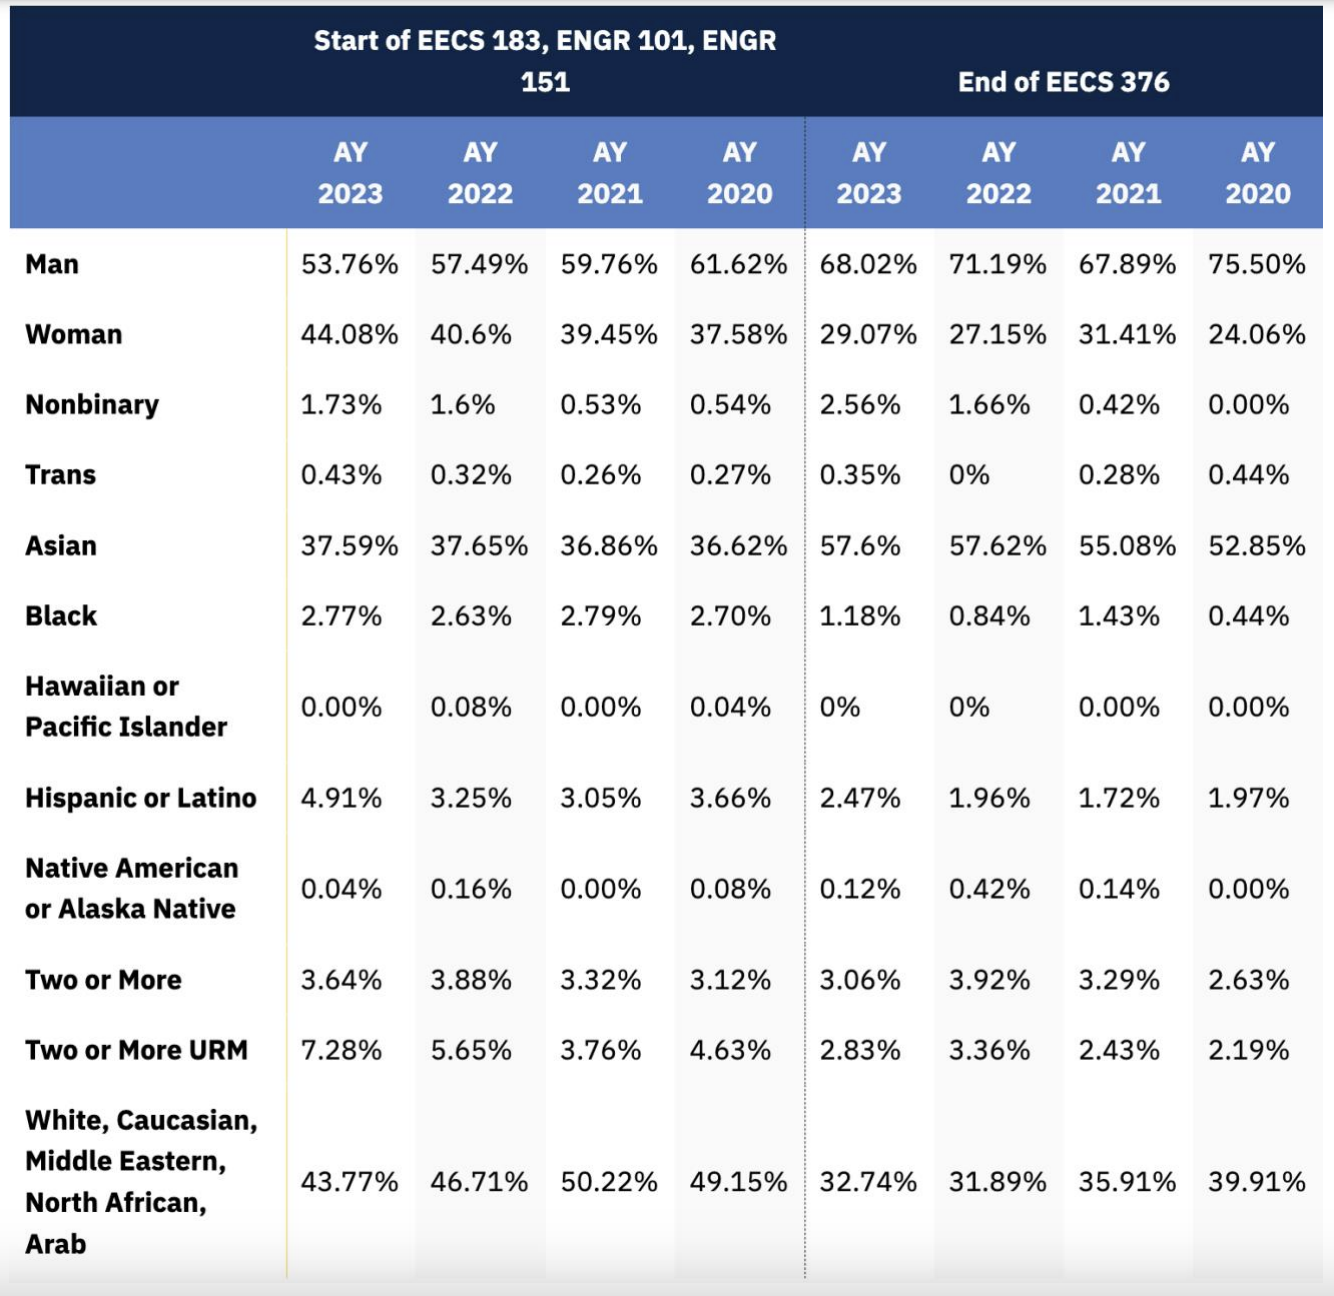 Start of EECS 183, ENGR 101, ENGR
151
End of EECS 376
AY 2023 AY 2022 AY 2021 AY 2020 AY 2023 AY 2022 AY 2021 AY 2020
Man 53.76% 57.49% 59.76% 61.62% 68.02% 71.19% 67.89% 75.50%
Woman 44.08% 40.6% 39.45% 37.58% 29.07% 27.15% 31.41% 24.06%
Nonbinary 1.73% 1.6% 0.53% 0.54% 2.56% 1.66% 0.42% 0.00%
Trans 0.43% 0.32% 0.26% 0.27% 0.35% 0% 0.28% 0.44%
Asian 37.59% 37.65% 36.86% 36.62% 57.6% 57.62% 55.08% 52.85%
Black 2.77% 2.63% 2.79% 2.70% 1.18% 0.84% 1.43% 0.44%
Hawaiian or
Pacific Islander
0.00% 0.08% 0.00% 0.04% 0% 0% 0.00% 0.00%
Hispanic or Latino 4.91% 3.25% 3.05% 3.66% 2.47% 1.96% 1.72% 1.97%
Native American
or Alaska Native
0.04% 0.16% 0.00% 0.08% 0.12% 0.42% 0.14% 0.00%
Two or More 3.64% 3.88% 3.32% 3.12% 3.06% 3.92% 3.29% 2.63%
Two or More URM 7.28% 5.65% 3.76% 4.63% 2.83% 3.36% 2.43% 2.19%
White, Caucasian,
Middle Eastern,
North African,
Arab
43.77% 46.71% 50.22% 49.15% 32.74% 31.89% 35.91% 39.91%